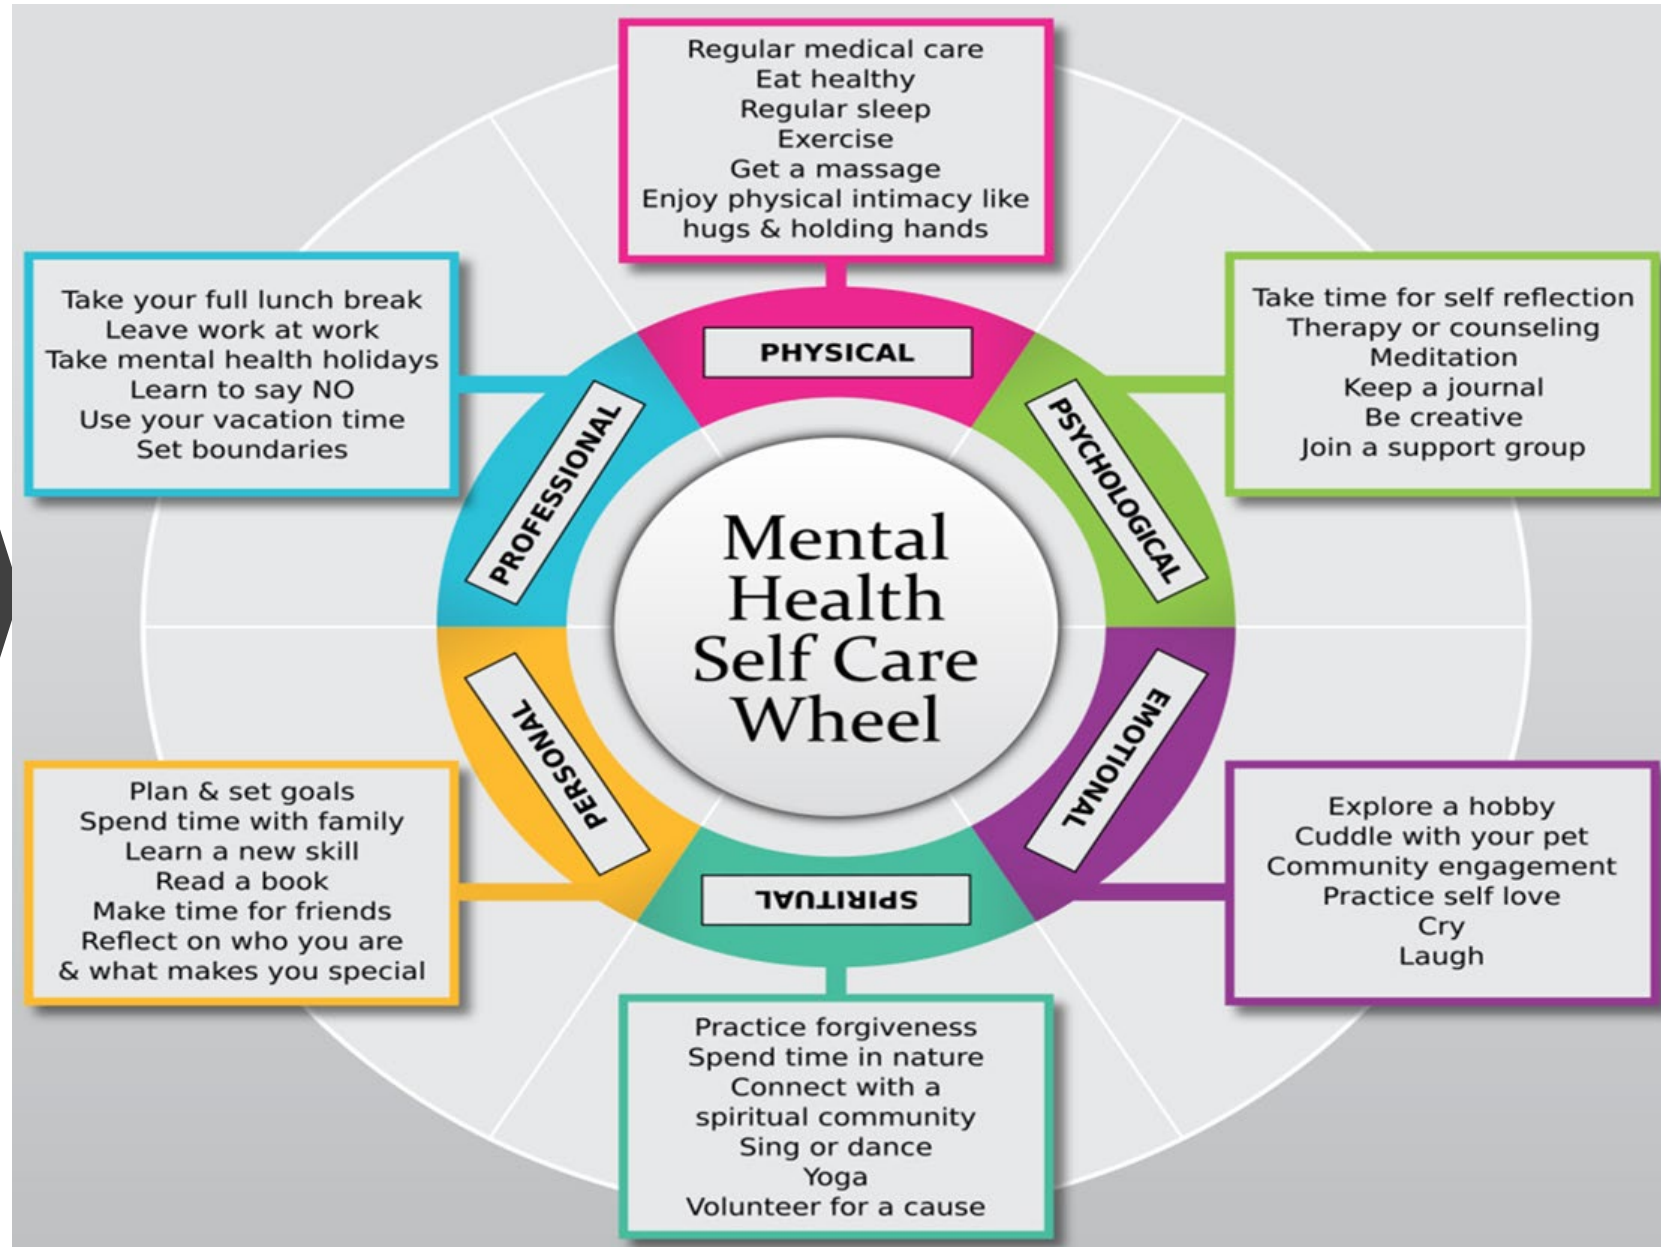 Mental
Health
Self Care
Wheel
PHYSICAL
Regular medical care
Eat healthy
Regular sleep
Exercise
Get a massage
Enjoy physical intimacy like
hugs & holding hands
PSYCHOLOGICAL
Take time for self reflection
Therapy or counseling
Meditation
Keep a journal
Be creative
Join a support group
EMOTIONAL
Explore a hobby
Cuddle with your pet
Community engagement
Practice self love
Cry
Laugh
SPIRITUAL
Practice forgiveness
Spend time in nature
Connect with a
spiritual community
Sing or dance
Yoga
Volunteer for a cause
PERSONAL
Plan & set goals
Spend time with family
Learn a new skill
Read a book
Make time for friends
Reflect on who you are
& what makes you special
PROFESSIONAL
Take your full lunch break
Leave work at work
Take mental health holidays
Learn to say NO
Use your vacation time
Set boundaries